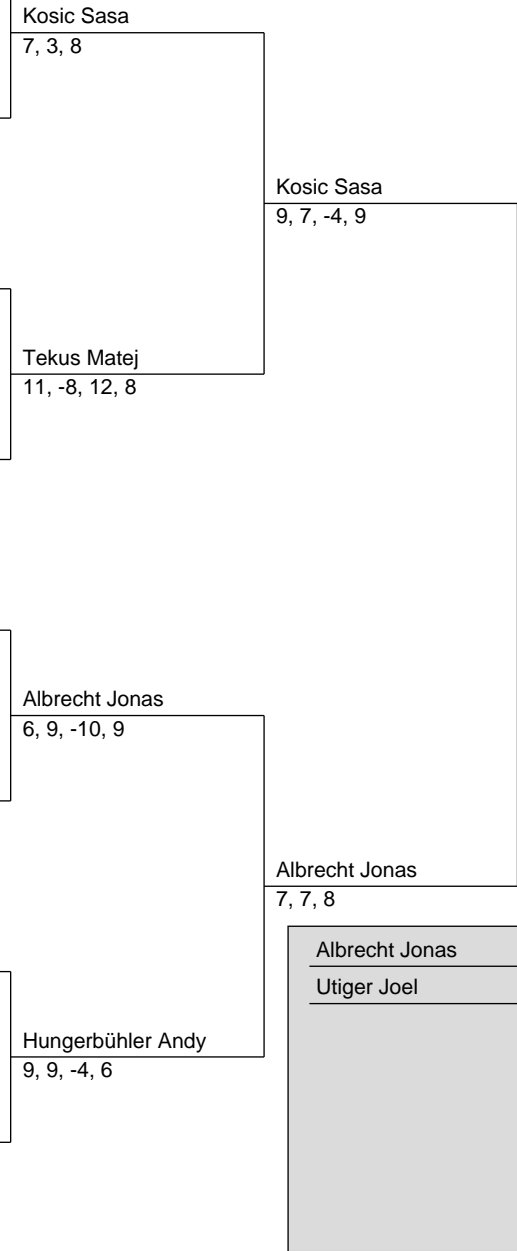 Kosic Sasa
7, 3, 8
Kosic Sasa
9, 7, -4, 9
Tekus Matej
11, -8, 12, 8
Albrecht Jonas
6, 9, -10, 9
Albrecht Jonas
7, 7, 8
Albrecht Jonas
Utiger Joel
Hungerbühler Andy
9, 9, -4, 6